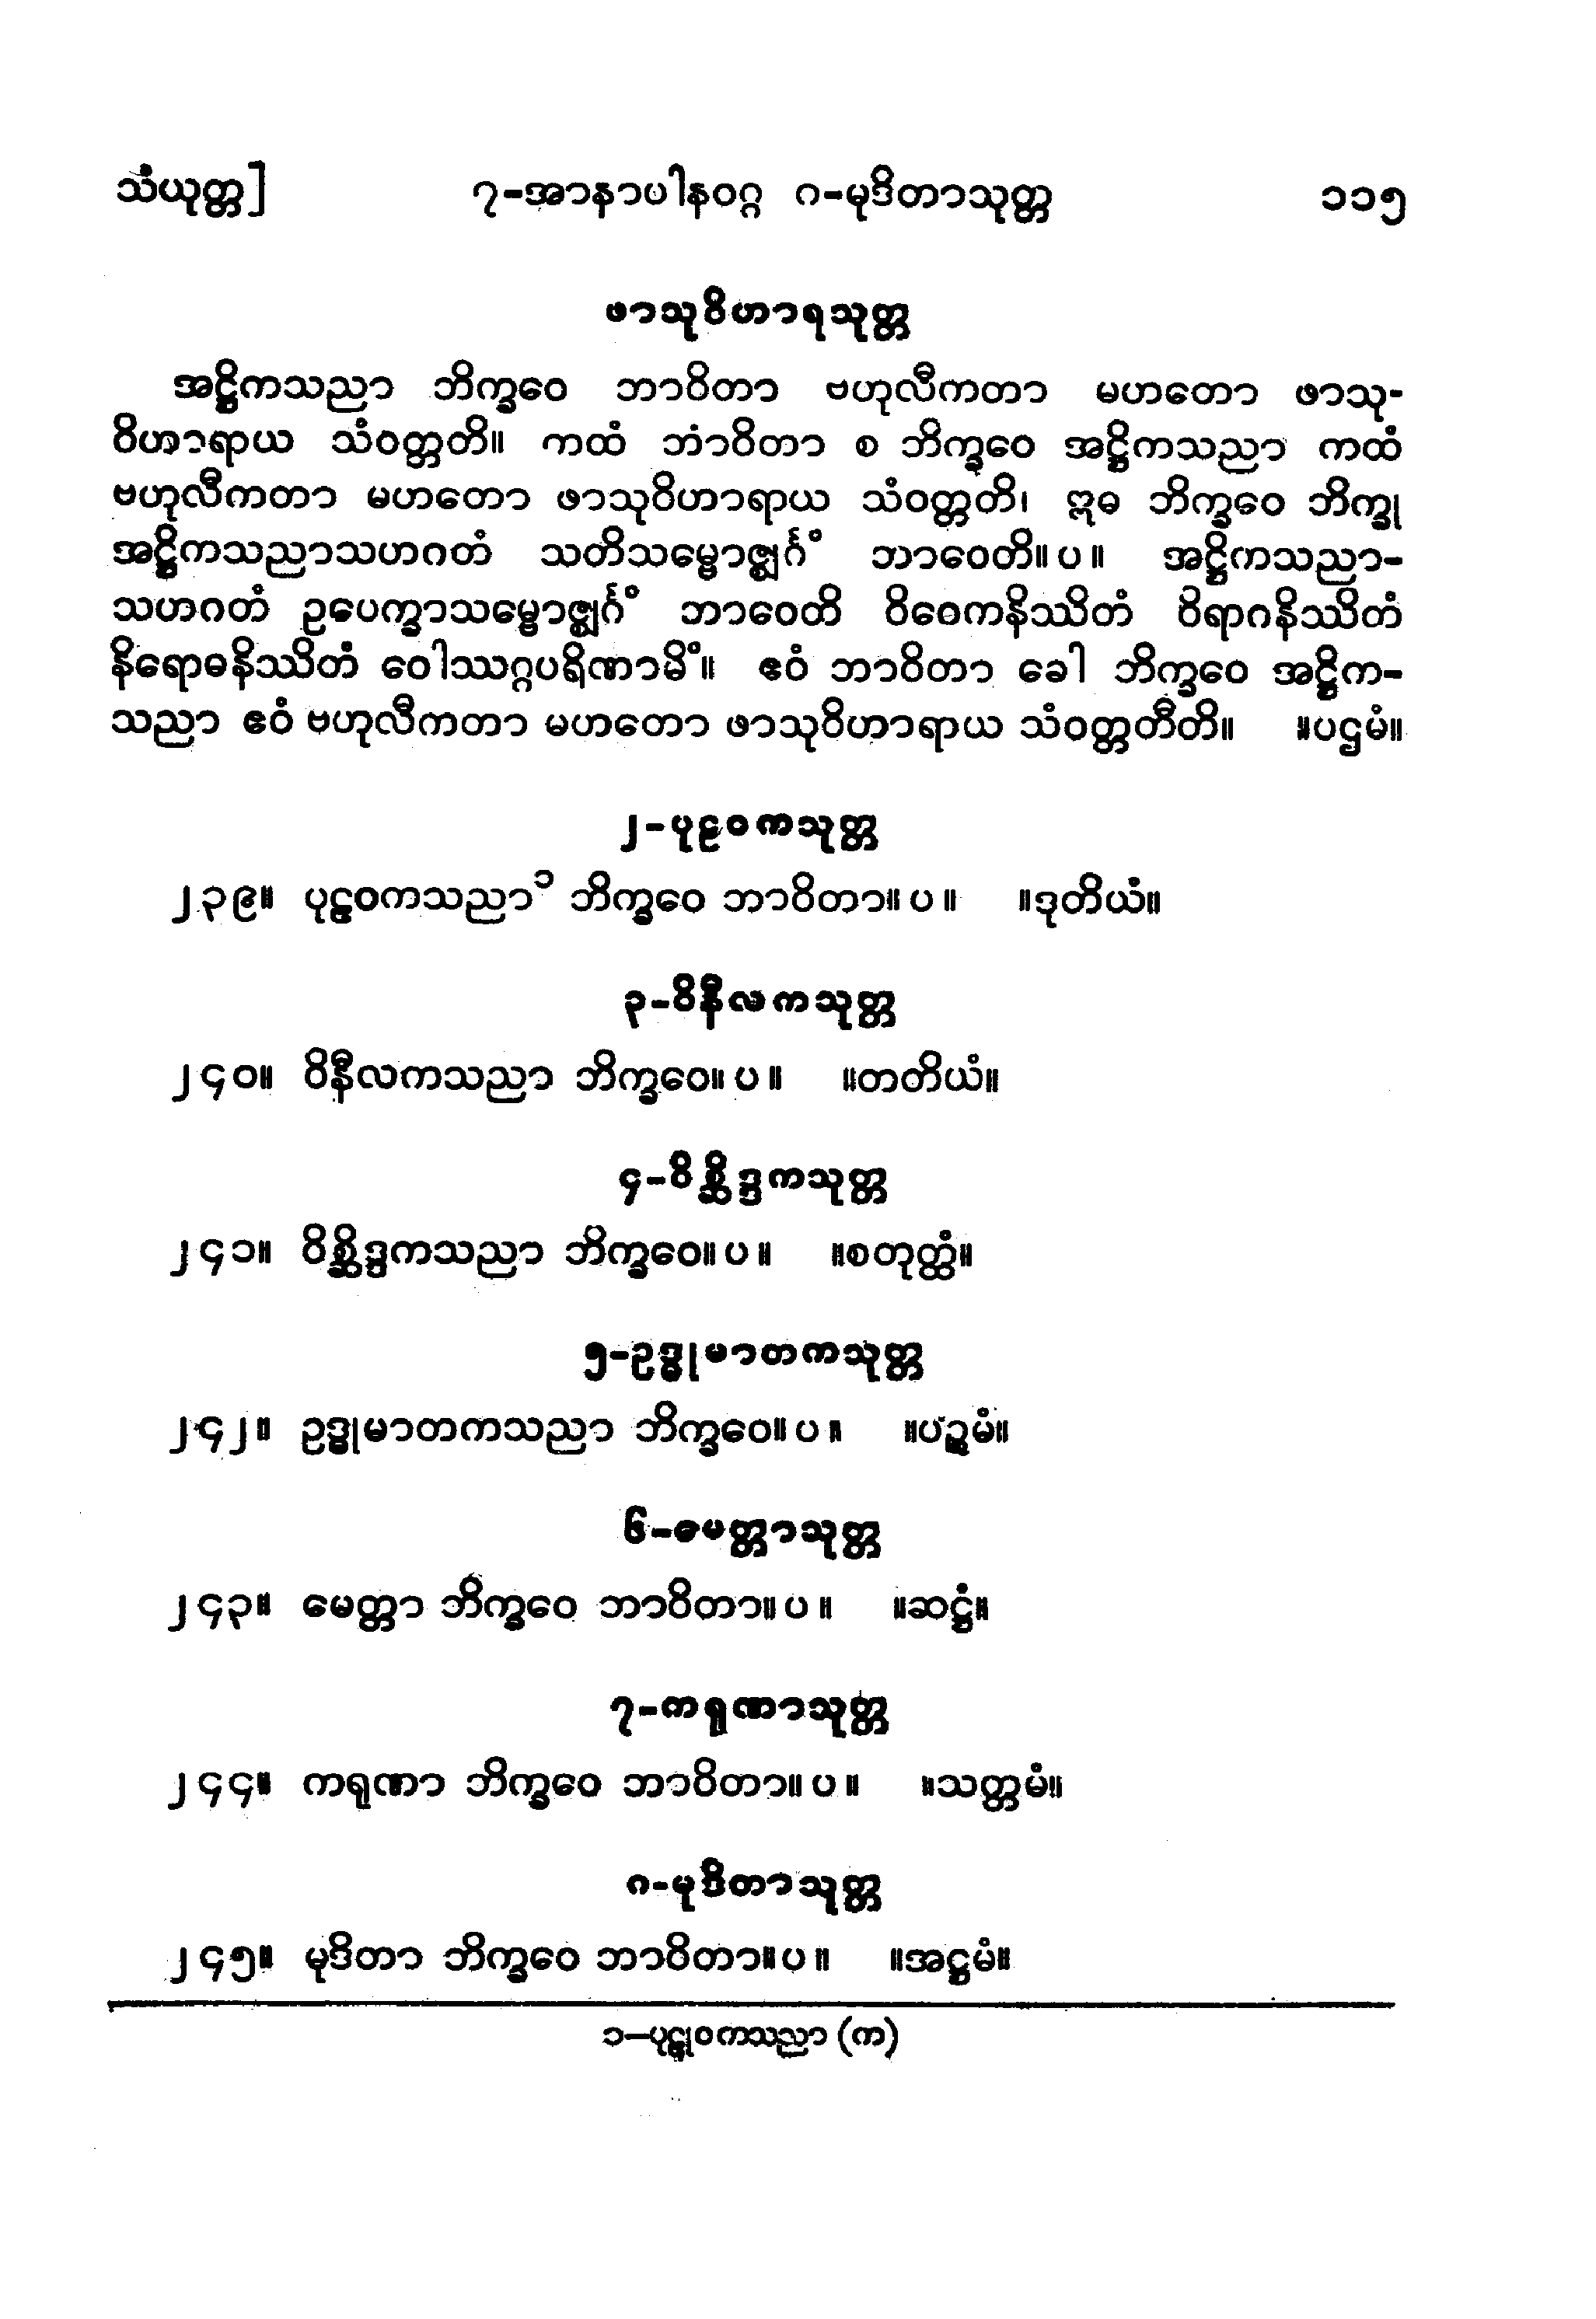 သံယုတ္တ] ၇-အာနာပါနဝဂ္ဂ ၈-မုဒိတာသုတ္တ ၁၁၅
ဖာသုဝိဟာရသုတ္တ
အဋ္ဌိကသညာ ဘိက္ခဝေ ဘာဝိတာ ဗဟုလီကတာ မဟတော ဖာသု-
ဝိဟာရာယ သံဝတ္တတိ။ ကထံ ဘာဝိတာ စ ဘိက္ခဝေ အဋ္ဌိကသညာ ကထံ
ဗဟုလီကတာ မဟတော ဖာသုဝိဟာရာယ သံဝတ္တတိ၊ ဣဓ ဘိက္ခဝေ ဘိက္ခု
အဋ္ဌိကသညာသဟဂတံ သတိသမ္ဗောဇ္ဈင်္ဂံ ဘာဝေတိ။ပ။ အဋ္ဌိကသညာ-
သဟဂတံ ဥပေက္ခာသမ္ဗောဇ္ဈင်္ဂံ ဘာဝေတိ ဝိဝေကနိဿိတံ ဝိရာဂနိဿိတံ
နိရောဓနိဿိတံ ဝေါဿဂ္ဂပရိဏာမိံ။ ဧဝံ ဘာဝိတာ ခေါ ဘိက္ခဝေ အဋ္ဌိက-
သညာ ဧဝံ ဗဟုလီကတာ မဟတော ဖာသုဝိဟာရာယ သံဝတ္တတီတိ။ ။ပဌမံ။
၂-ပုဠဝကသုတ္တ
၂၃၉။ ပုဠဝကသညာ၁ ဘိက္ခဝေ ဘာဝိတာ။ပ။ ။ဒုတိယံ။
၃-ဝိနီလကသုတ္တ
၂၄၀။ ဝိနီလကသညာ ဘိက္ခဝေ။ပ။ ။တတိယံ။
၄-ဝိစ္ဆိဒ္ဒကသုတ္တ
၂၄၁။ ဝိစ္ဆိဒ္ဒကသညာ ဘိက္ခဝေ။ပ။ ။စတုတ္ထံ။
၅-ဥဒ္ဓုမာတကသုတ္တ
၂၄၂။ ဥဒ္ဓုမာတကသညာ ဘိက္ခဝေ။ပ။ ။ပဉ္စမံ။
၆-မေတ္တာသုတ္တ
၂၄၃။ မေတ္တာ ဘိက္ခဝေ ဘာဝိတာ။ပ။ ။ဆဋ္ဌံ။
၇-ကရုဏာသုတ္တ
၂၄၄။ ကရုဏာ ဘိက္ခဝေ ဘာဝိတာ။ပ။ ။သတ္တမံ။
၈-မုဒိတာသုတ္တ
၂၄၅။ မုဒိတာ ဘိက္ခဝေ ဘာဝိတာ။ပ။ ။အဋ္ဌမံ။
၁-ပုဠုဝကသညာ (က)